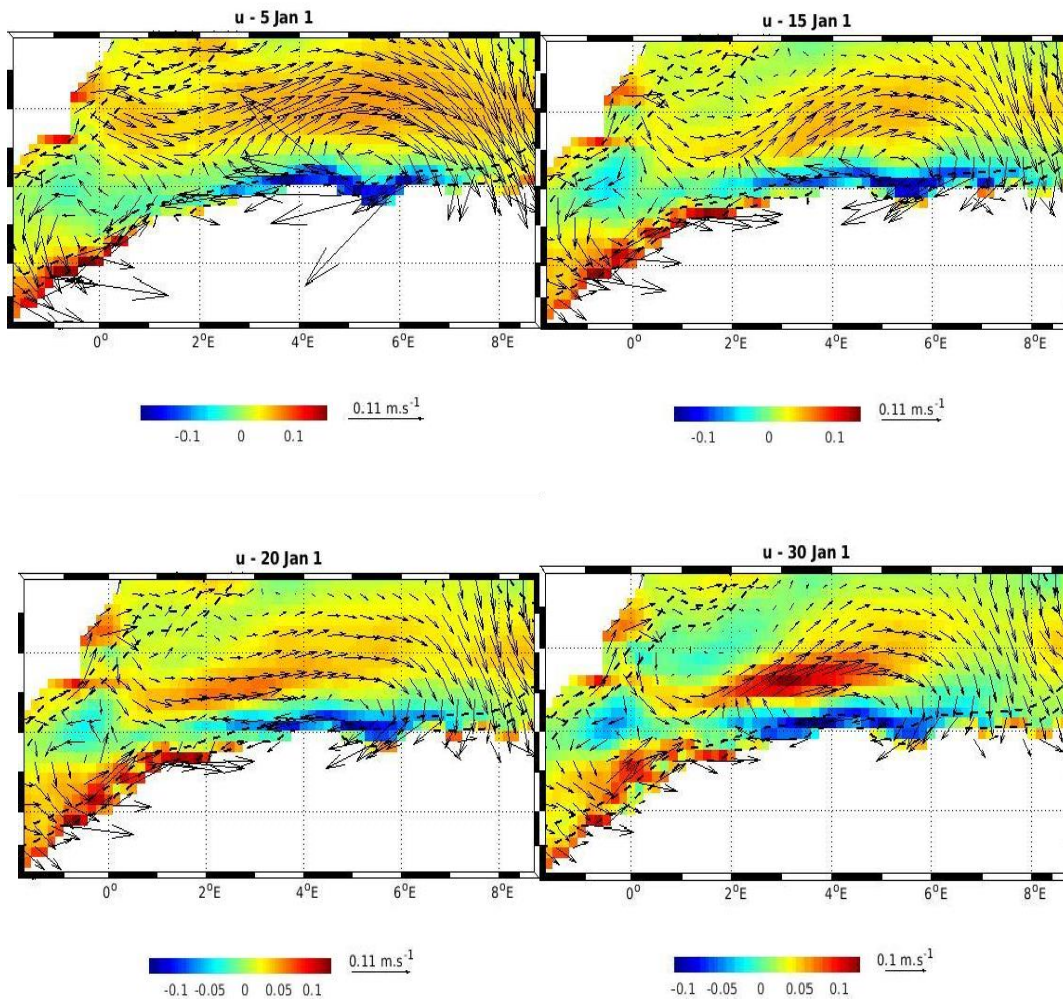 u - 5 Jan 1
u - 15 Jan 1
0° 2°E 4°E 6°E 8°E
0° 2°E 4°E 6°E 8°E
0.11 m.s⁻¹
-0.1 0 0.1
0.11 m.s⁻¹
-0.1 0 0.1
u - 20 Jan 1
u - 30 Jan 1
0° 2°E 4°E 6°E 8°E
0° 2°E 4°E 6°E 8°E
0.11 m.s⁻¹
-0.1 -0.05 0 0.05 0.1
0.1 m.s⁻¹
-0.1 -0.05 0 0.05 0.1